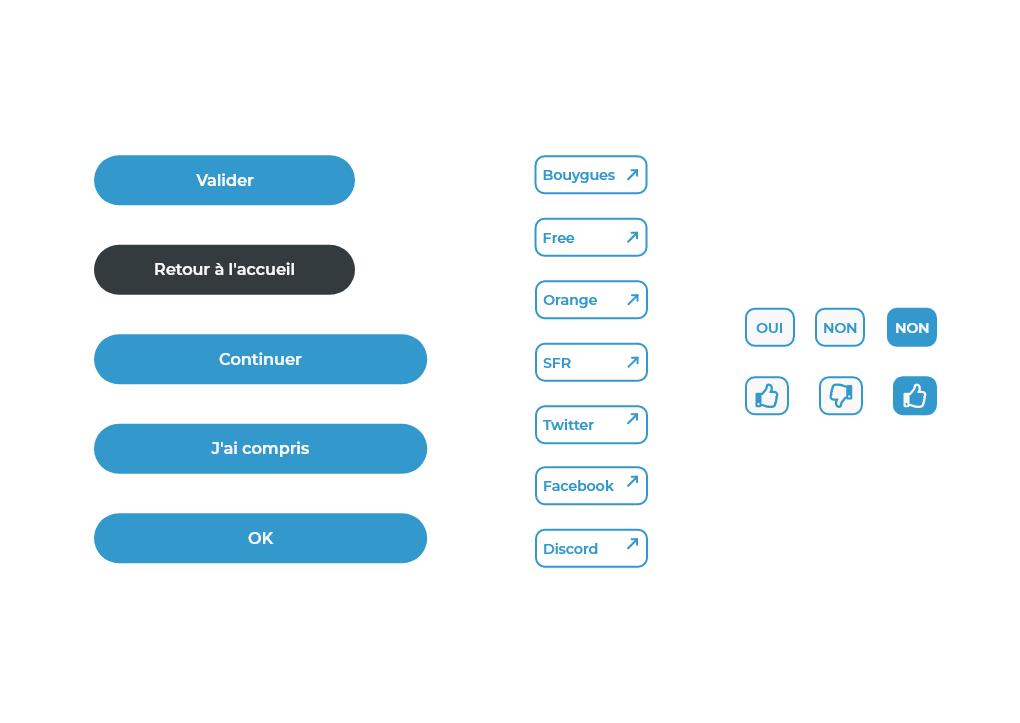 Valider
Retour à l'accueil
Continuer
J'ai compris
OK
Bouygues
Free
Orange
SFR
Twitter
Facebook
Discord
OUI NON NON